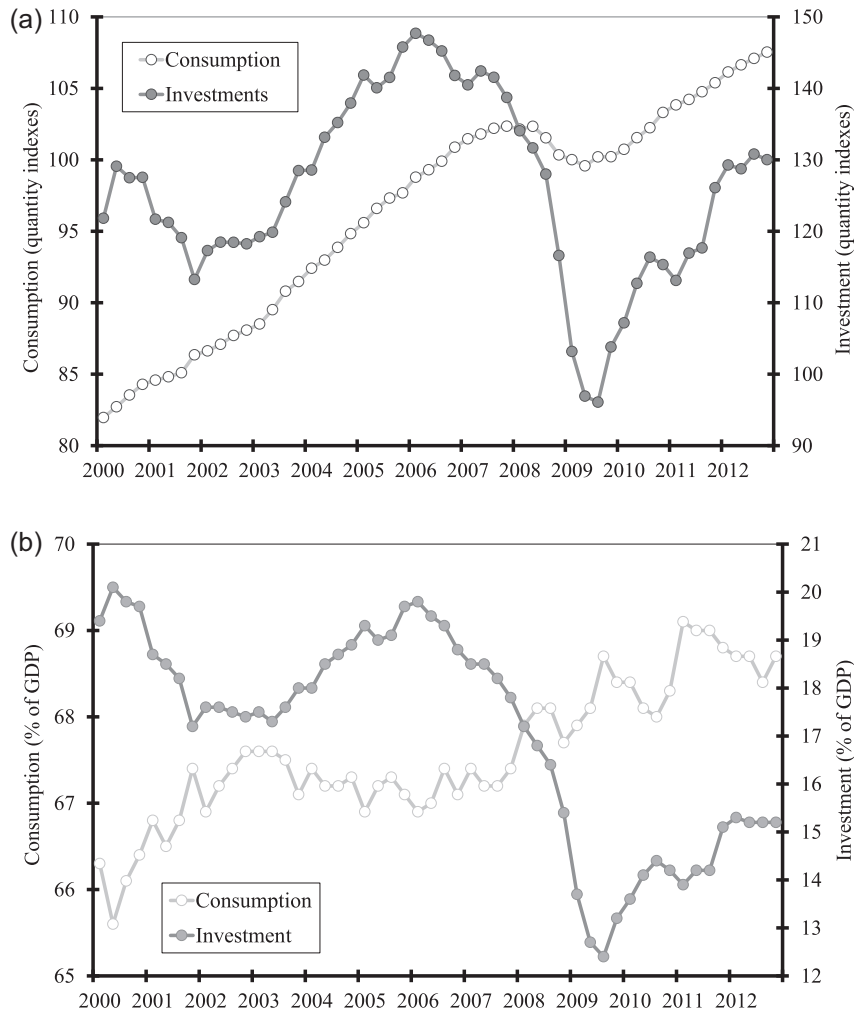 (a)
110
105
100
95
90
85
80
Consumption (quantity indexes)
Consumption
Investments
150
140
130
120
110
100
90
Investment (quantity indexes)
2000 2001 2002 2003 2004 2005 2006 2007 2008 2009 2010 2011 2012
(b)
70
69
68
67
66
65
Consumption (% of GDP)
Consumption
Investment
21
20
19
18
17
16
15
14
13
12
Investment (% of GDP)
2000 2001 2002 2003 2004 2005 2006 2007 2008 2009 2010 2011 2012